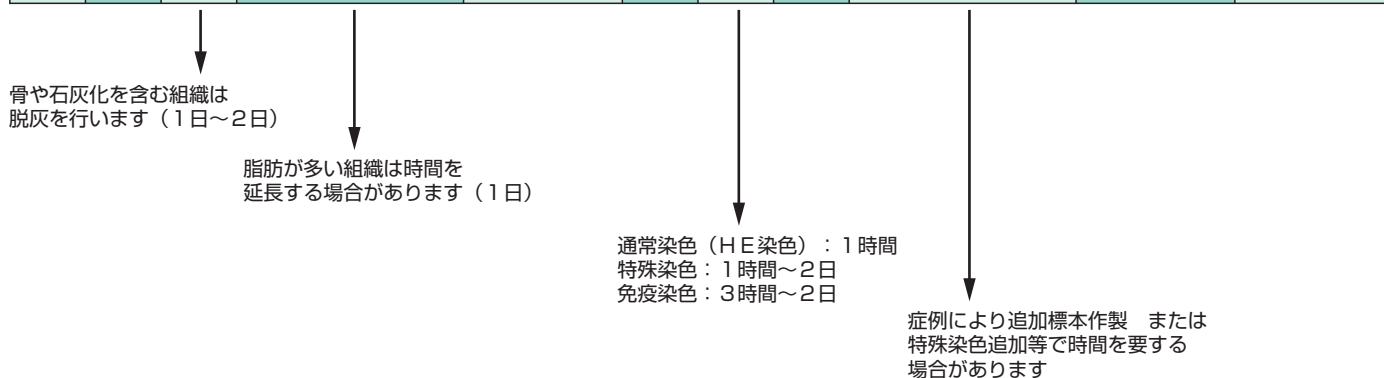 骨や石灰化を含む組織は
脱灰を行います（１日～２日）
脂肪が多い組織は時間を
延長する場合があります（１日）
通常染色（ＨＥ染色）：１時間
特殊染色：１時間～２日
免疫染色：３時間～２日
症例により追加標本作製　または
特殊染色追加等で時間を要する
場合があります